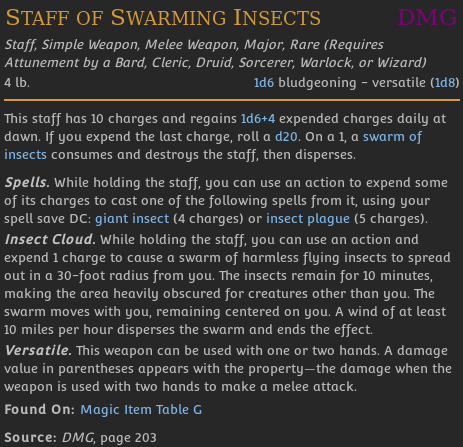 STAFF OF SWARMING INSECTS DMG
Staff, Simple Weapon, Melee Weapon, Major, Rare (Requires
Attunement by a Bard, Cleric, Druid, Sorcerer, Warlock, or Wizard)
4 lb. 1d6 bludgeoning - versatile (1d8)
This staff has 10 charges and regains 1d6+4 expended charges daily at
dawn. If you expend the last charge, roll a d20. On a 1, a swarm of
insects consumes and destroys the staff, then disperses.
Spells. While holding the staff, you can use an action to expend some
of its charges to cast one of the following spells from it, using your
spell save DC: giant insect (4 charges) or insect plague (5 charges).
Insect Cloud. While holding the staff, you can use an action and
expend 1 charge to cause a swarm of harmless flying insects to spread
out in a 30-foot radius from you. The insects remain for 10 minutes,
making the area heavily obscured for creatures other than you. The
swarm moves with you, remaining centered on you. A wind of at least
10 miles per hour disperses the swarm and ends the effect.
Versatile. This weapon can be used with one or two hands. A damage
value in parentheses appears with the property—the damage when the
weapon is used with two hands to make a melee attack.
Found On: Magic Item Table G
Source: DMG, page 203